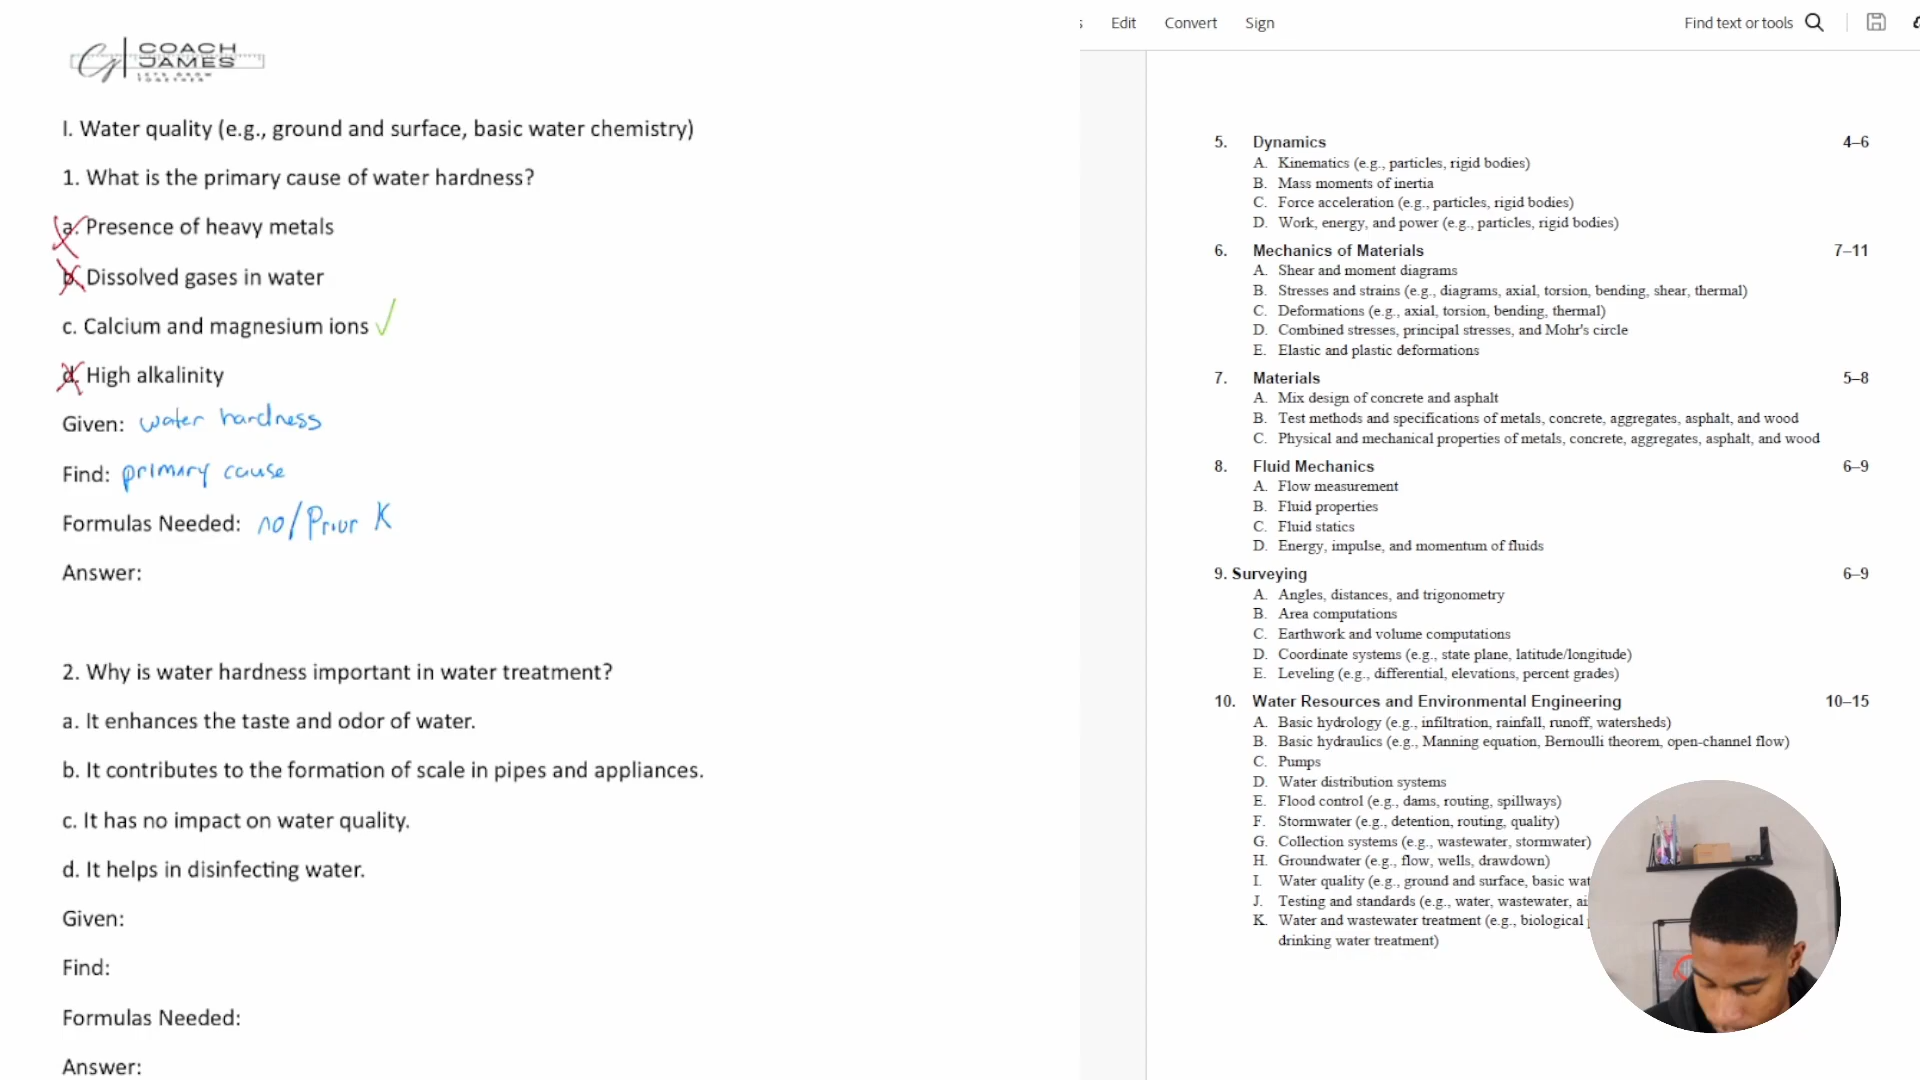 COACH
JAMES
LET'S GROW
TOGETHER
I. Water quality (e.g., ground and surface, basic water chemistry)
1. What is the primary cause of water hardness?
a. Presence of heavy metals
b. Dissolved gases in water
c. Calcium and magnesium ions
d. High alkalinity
Given: water hardness
Find: primary cause
Formulas Needed: no/Prior K
Answer:
2. Why is water hardness important in water treatment?
a. It enhances the taste and odor of water.
b. It contributes to the formation of scale in pipes and appliances.
c. It has no impact on water quality.
d. It helps in disinfecting water.
Given:
Find:
Formulas Needed:
Answer:
Edit Convert Sign Find text or tools
5. Dynamics 4–6
A. Kinematics (e.g., particles, rigid bodies)
B. Mass moments of inertia
C. Force acceleration (e.g., particles, rigid bodies)
D. Work, energy, and power (e.g., particles, rigid bodies)
6. Mechanics of Materials 7–11
A. Shear and moment diagrams
B. Stresses and strains (e.g., diagrams, axial, torsion, bending, shear, thermal)
C. Deformations (e.g., axial, torsion, bending, thermal)
D. Combined stresses, principal stresses, and Mohr's circle
E. Elastic and plastic deformations
7. Materials 5–8
A. Mix design of concrete and asphalt
B. Test methods and specifications of metals, concrete, aggregates, asphalt, and wood
C. Physical and mechanical properties of metals, concrete, aggregates, asphalt, and wood
8. Fluid Mechanics 6–9
A. Flow measurement
B. Fluid properties
C. Fluid statics
D. Energy, impulse, and momentum of fluids
9. Surveying 6–9
A. Angles, distances, and trigonometry
B. Area computations
C. Earthwork and volume computations
D. Coordinate systems (e.g., state plane, latitude/longitude)
E. Leveling (e.g., differential, elevations, percent grades)
10. Water Resources and Environmental Engineering 10–15
A. Basic hydrology (e.g., infiltration, rainfall, runoff, watersheds)
B. Basic hydraulics (e.g., Manning equation, Bernoulli theorem, open-channel flow)
C. Pumps
D. Water distribution systems
E. Flood control (e.g., dams, routing, spillways)
F. Stormwater (e.g., detention, routing, quality)
G. Collection systems (e.g., wastewater, stormwater)
H. Groundwater (e.g., flow, wells, drawdown)
I. Water quality (e.g., ground and surface, basic wat
J. Testing and standards (e.g., water, wastewater, ai
K. Water and wastewater treatment (e.g., biological
drinking water treatment)